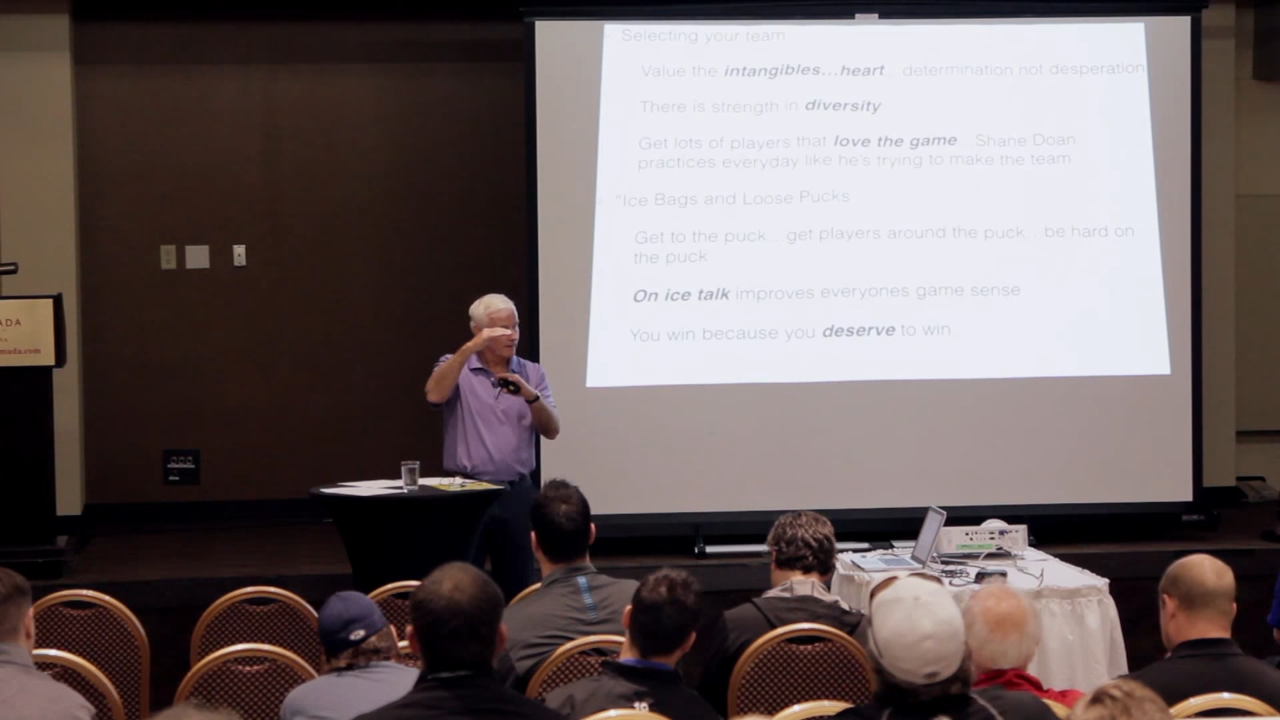 Selecting your team
Value the intangibles...heart...determination not desperation
There is strength in diversity
Get lots of players that love the game...Shane Doan
practices everyday like he's trying to make the team
"Ice Bags and Loose Pucks
Get to the puck...get players around the puck...be hard on
the puck
On ice talk improves everyones game sense
You win because you deserve to win
ADA
mada.com
10